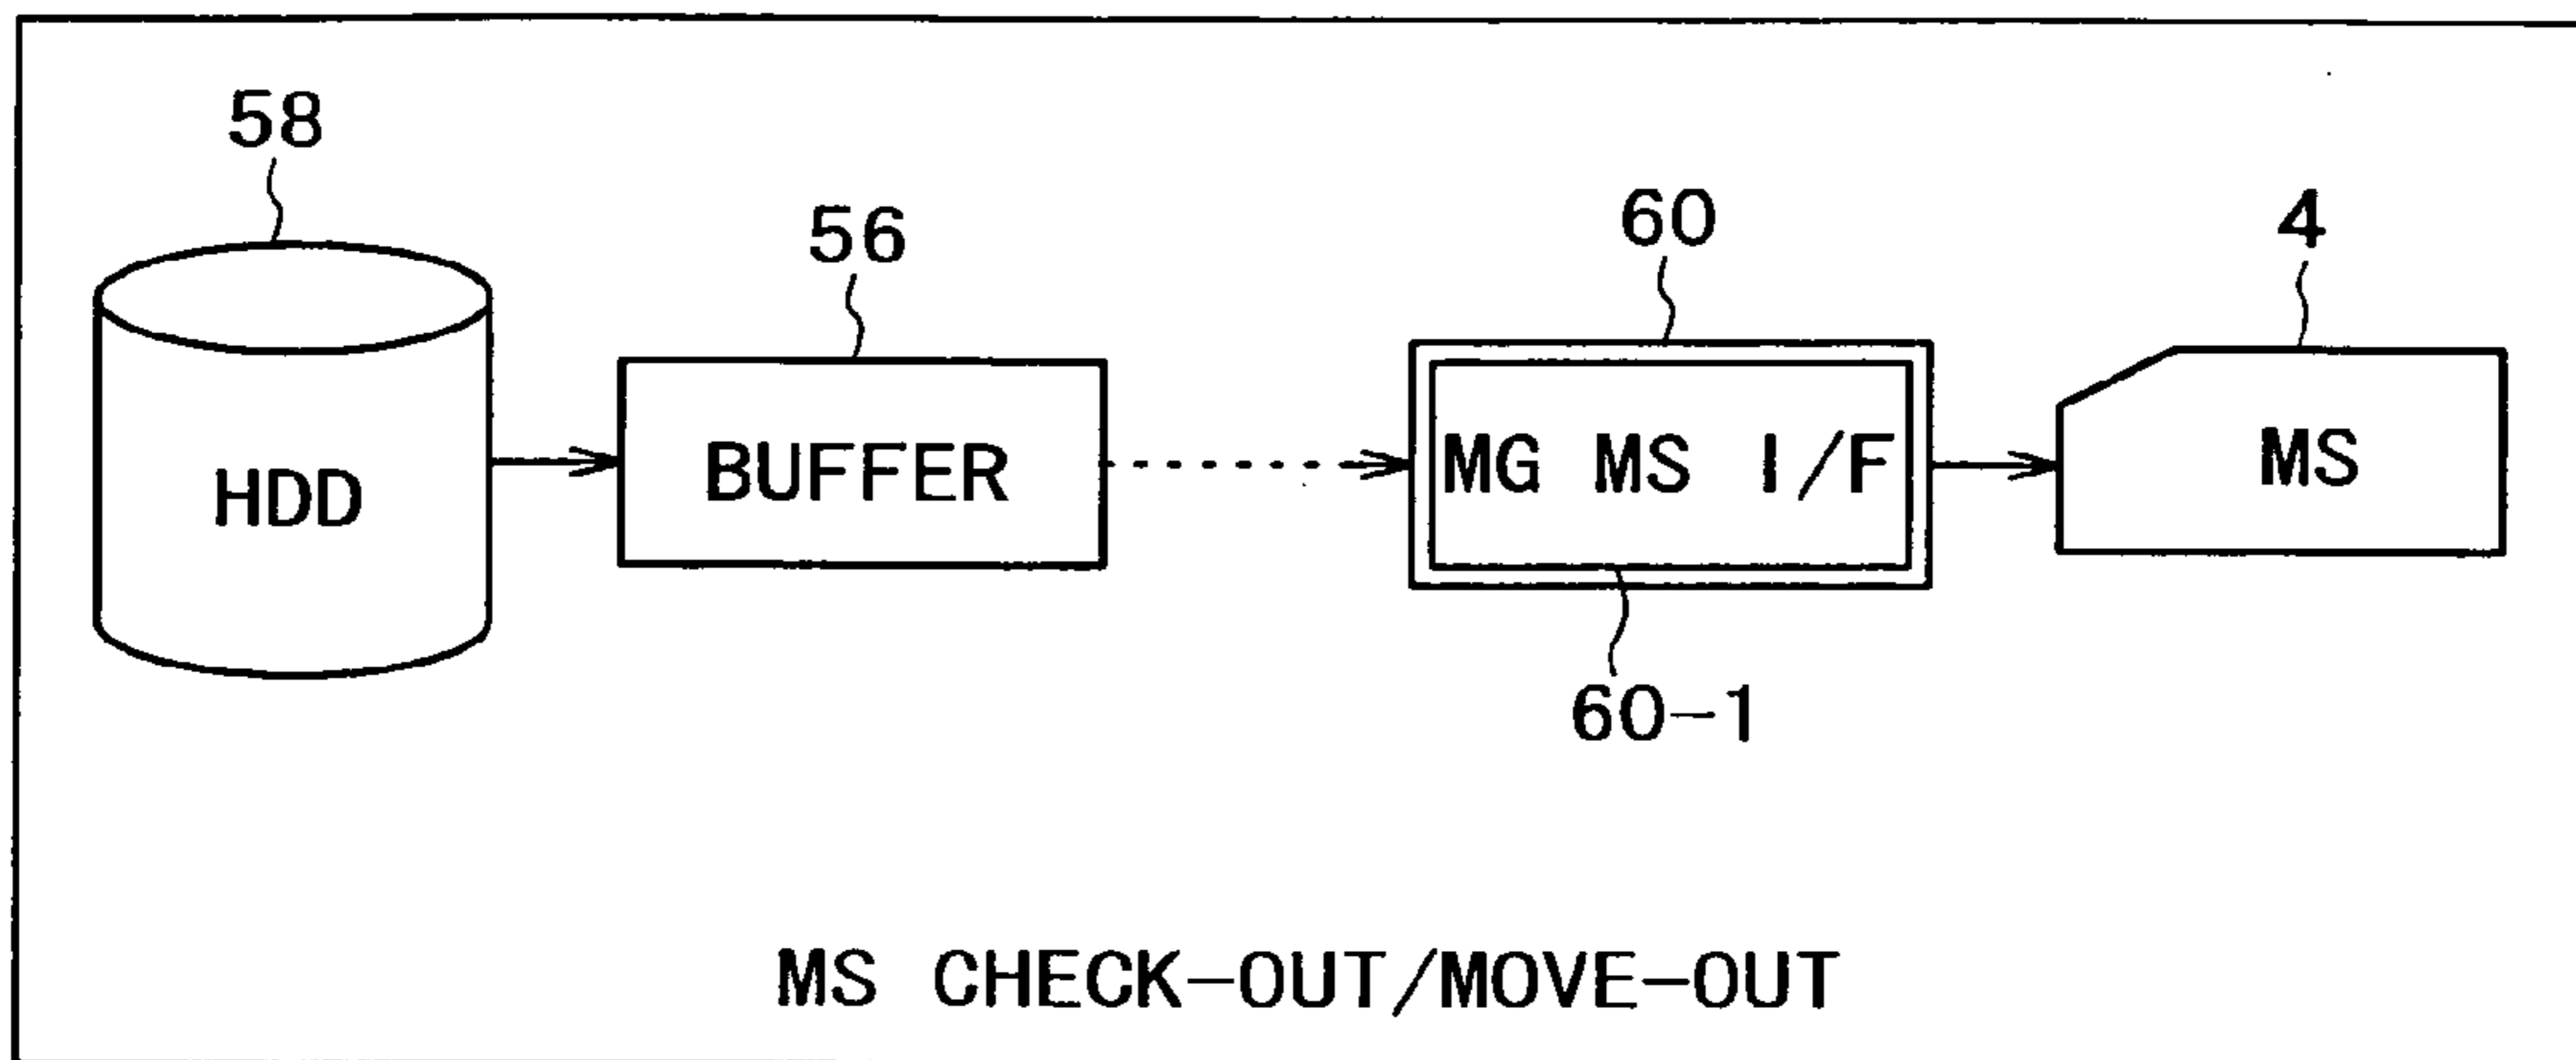 58
56
60
4
HDD
BUFFER
MG MS I/F
MS
60-1
MS CHECK-OUT/MOVE-OUT